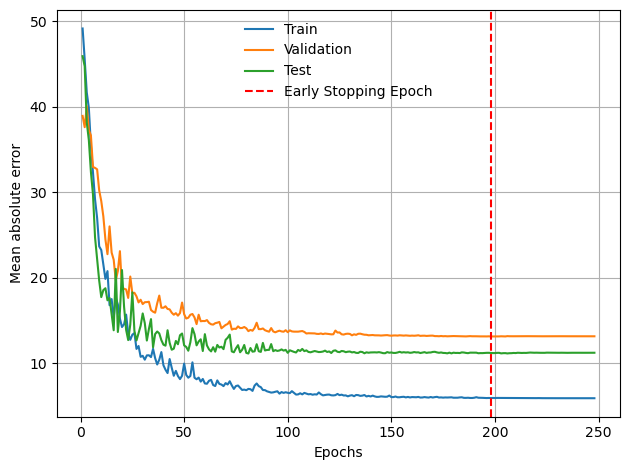 50
40
30
20
10
Mean absolute error
Train
Validation
Test
Early Stopping Epoch
0
50
100
150
200
250
Epochs